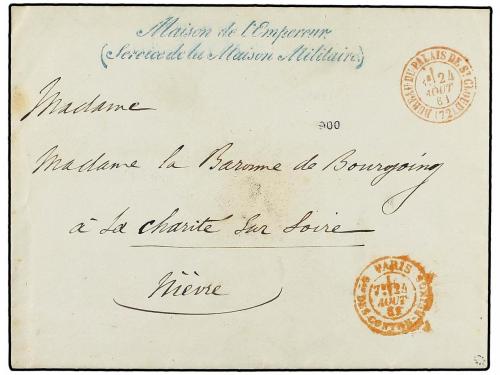 Maison de l'Empereur.
(Service de la Maison Militaire.)
BUREAU DU PALAIS DE St CLOUD (72)
24
AOUT
61
Madame
900
Madame la Baronne de Bourgoing
à La charité sur Loire
Nièvre
PARIS
24
AOUT